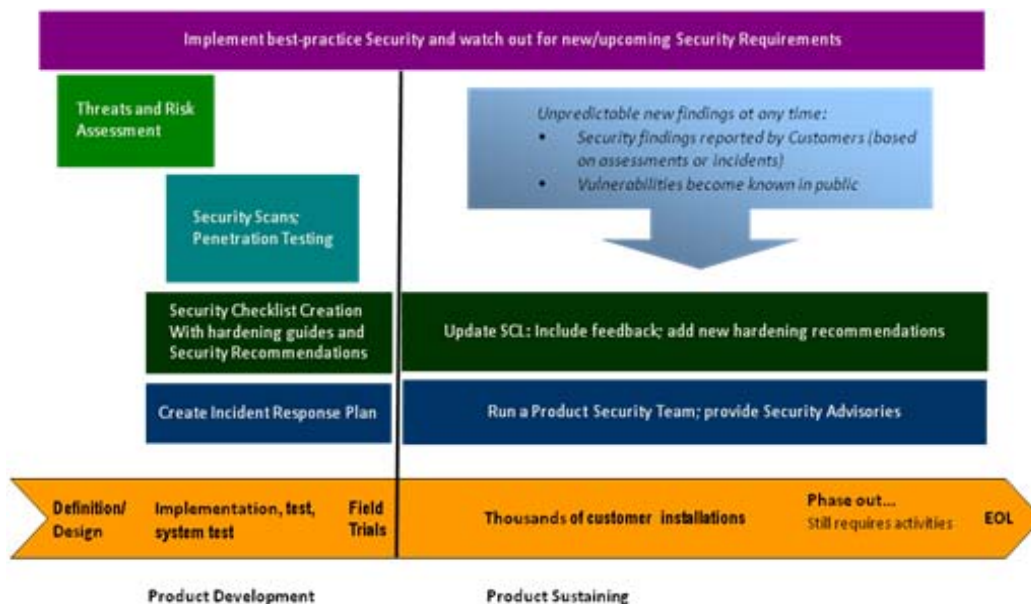 Implement best-practice Security and watch out for new/upcoming Security Requirements
Threats and Risk
Assessment
Unpredictable new findings at any time:
• Security findings reported by Customers (based
on assessments or incidents)
• Vulnerabilities become known in public
Security Scans;
Penetration Testing
Security Checklist Creation
With hardening guides and
Security Recommendations
Update SCL: Include feedback; add new hardening recommendations
Create Incident Response Plan
Run a Product Security Team; provide Security Advisories
Definition/
Design
Implementation, test,
system test
Field
Trials
Thousands of customer installations
Phase out...
Still requires activities
EOL
Product Development
Product Sustaining